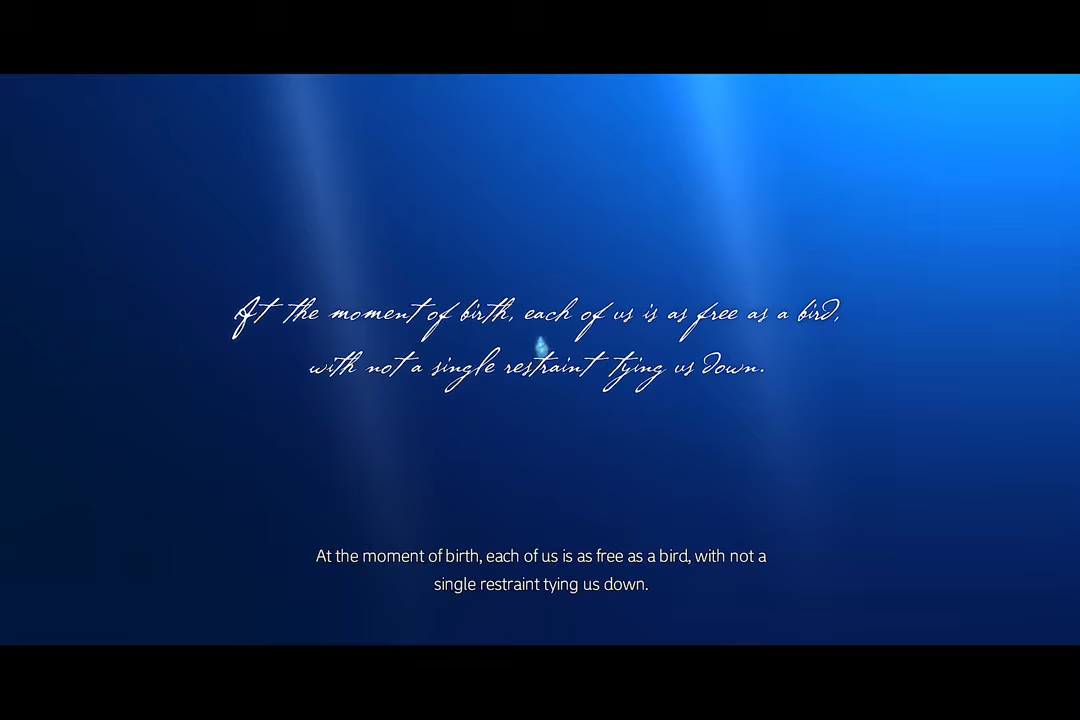 At the moment of birth, each of us is as free as a bird,
with not a single restraint tying us down.
At the moment of birth, each of us is as free as a bird, with not a
single restraint tying us down.